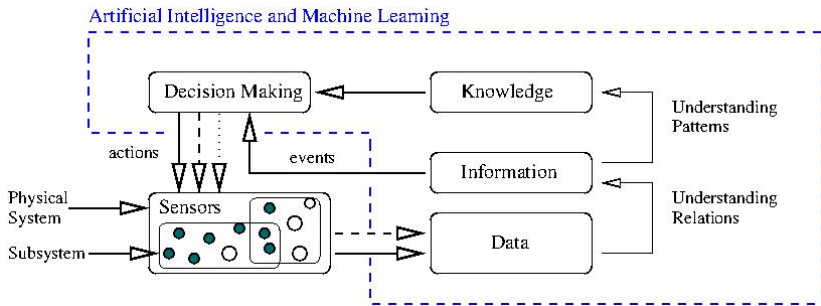 Artificial Intelligence and Machine Learning
Decision Making
Knowledge
Understanding
Patterns
actions
events
Information
Physical
System
Sensors
Understanding
Relations
Subsystem
Data